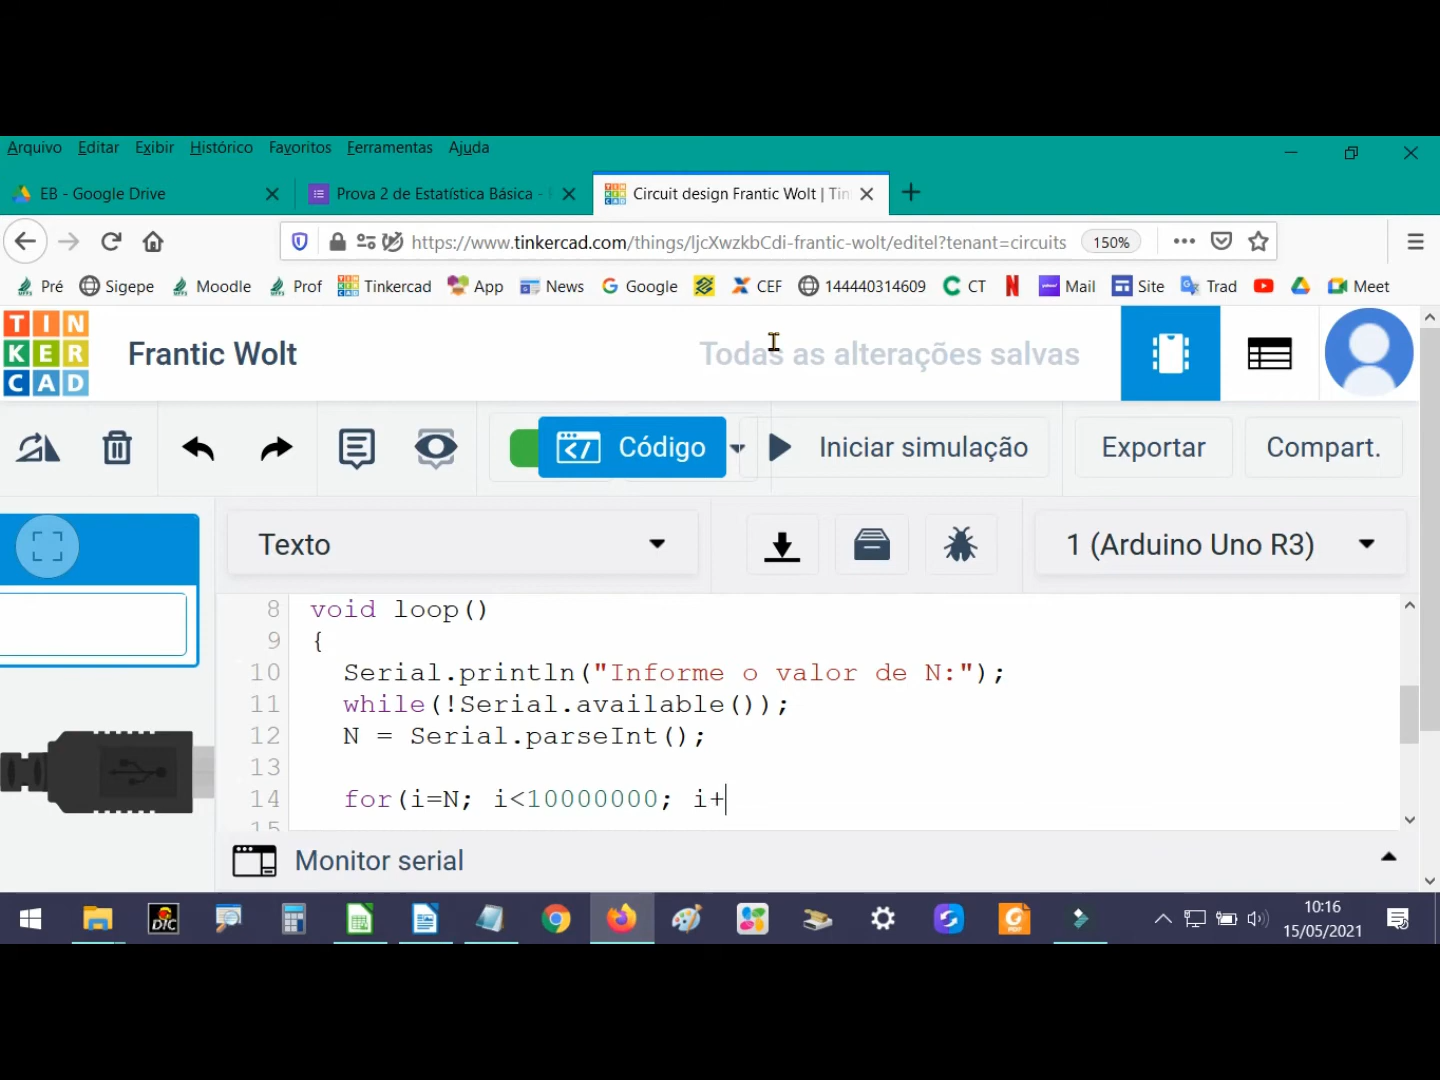 Arquivo Editar Exibir Histórico Favoritos Ferramentas Ajuda
EB - Google Drive
Prova 2 de Estatística Básica -
Circuit design Frantic Wolt | Tin
https://www.tinkercad.com/things/ljcXwzkbCdi-frantic-wolt/editel?tenant=circuits 150%
Pré Sigepe Moodle Prof Tinkercad App News Google CEF 144440314609 CT Mail Site Trad Meet
TIN
KER
CAD
Frantic Wolt
Todas as alterações salvas
Código
Iniciar simulação
Exportar
Compart.
Texto
1 (Arduino Uno R3)
8 void loop()
9 {
10 Serial.println("Informe o valor de N:");
11 while(!Serial.available());
12 N = Serial.parseInt();
13
14 for(i=N; i<10000000; i+
15
Monitor serial
DIC
10:16
15/05/2021